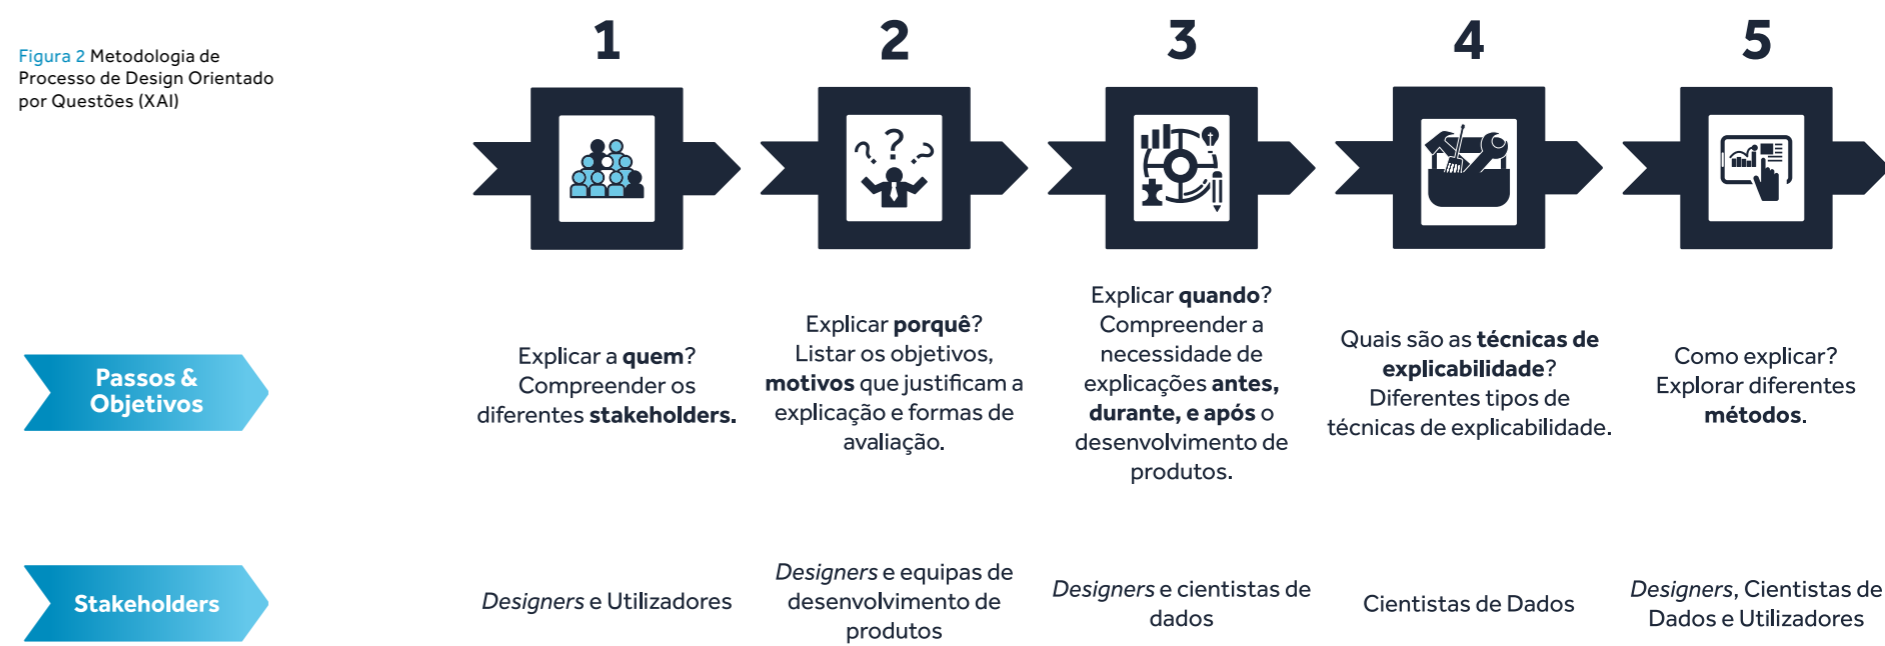 Figura 2 Metodologia de
Processo de Design Orientado
por Questões (XAI)
1
2
3
4
5
Passos &
Objetivos
Explicar a quem?
Compreender os
diferentes stakeholders.
Explicar porquê?
Listar os objetivos,
motivos que justificam a
explicação e formas de
avaliação.
Explicar quando?
Compreender a
necessidade de
explicações antes,
durante, e após o
desenvolvimento de
produtos.
Quais são as técnicas de
explicabilidade?
Diferentes tipos de
técnicas de explicabilidade.
Como explicar?
Explorar diferentes
métodos.
Stakeholders
Designers e Utilizadores
Designers e equipas de
desenvolvimento de
produtos
Designers e cientistas de
dados
Cientistas de Dados
Designers, Cientistas de
Dados e Utilizadores